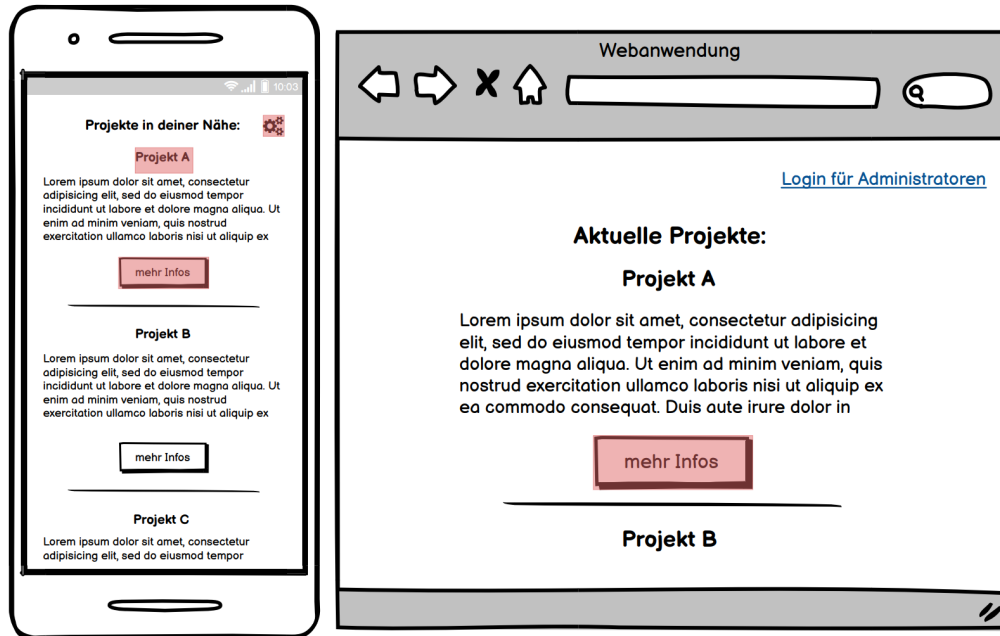 10:03
Projekte in deiner Nähe:
Projekt A
Lorem ipsum dolor sit amet, consectetur
adipisicing elit, sed do eiusmod tempor
incididunt ut labore et dolore magna aliqua. Ut
enim ad minim veniam, quis nostrud
exercitation ullamco laboris nisi ut aliquip ex
mehr Infos
Projekt B
Lorem ipsum dolor sit amet, consectetur
adipisicing elit, sed do eiusmod tempor
incididunt ut labore et dolore magna aliqua. Ut
enim ad minim veniam, quis nostrud
exercitation ullamco laboris nisi ut aliquip ex
mehr Infos
Projekt C
Lorem ipsum dolor sit amet, consectetur
adipisicing elit, sed do eiusmod tempor
Webanwendung
Login für Administratoren
Aktuelle Projekte:
Projekt A
Lorem ipsum dolor sit amet, consectetur adipisicing
elit, sed do eiusmod tempor incididunt ut labore et
dolore magna aliqua. Ut enim ad minim veniam, quis
nostrud exercitation ullamco laboris nisi ut aliquip ex
ea commodo consequat. Duis aute irure dolor in
mehr Infos
Projekt B